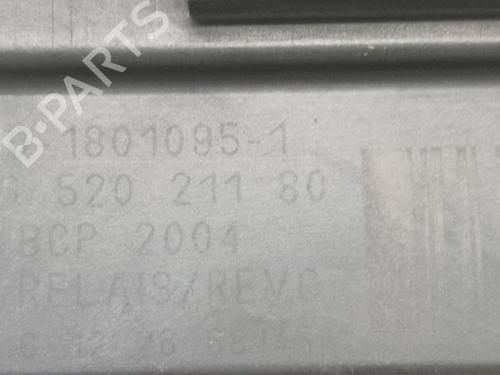 1801095-1
520 211 80
BCP 2004
RELAIS/REVC
B-PARTS